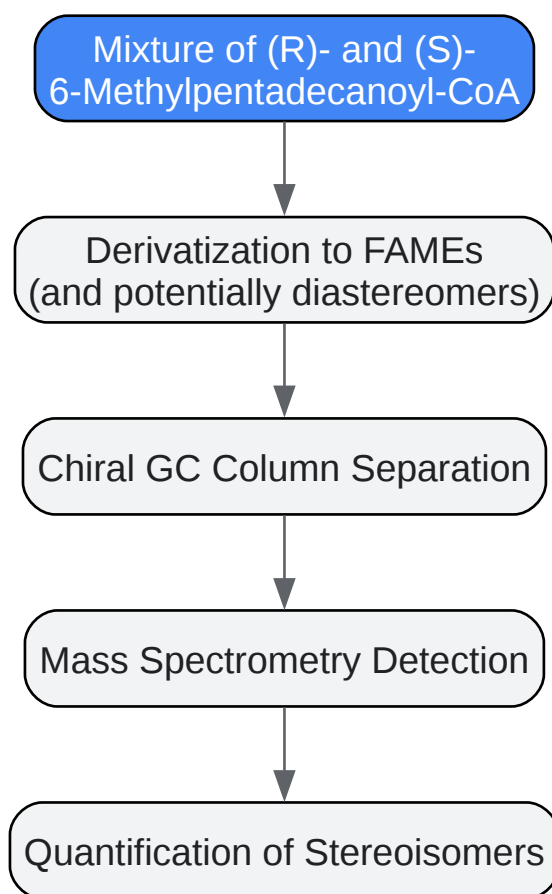 Mixture of (R)- and (S)-
6-Methylpentadecanoyl-CoA
Derivatization to FAMEs
(and potentially diastereomers)
Chiral GC Column Separation
Mass Spectrometry Detection
Quantification of Stereoisomers